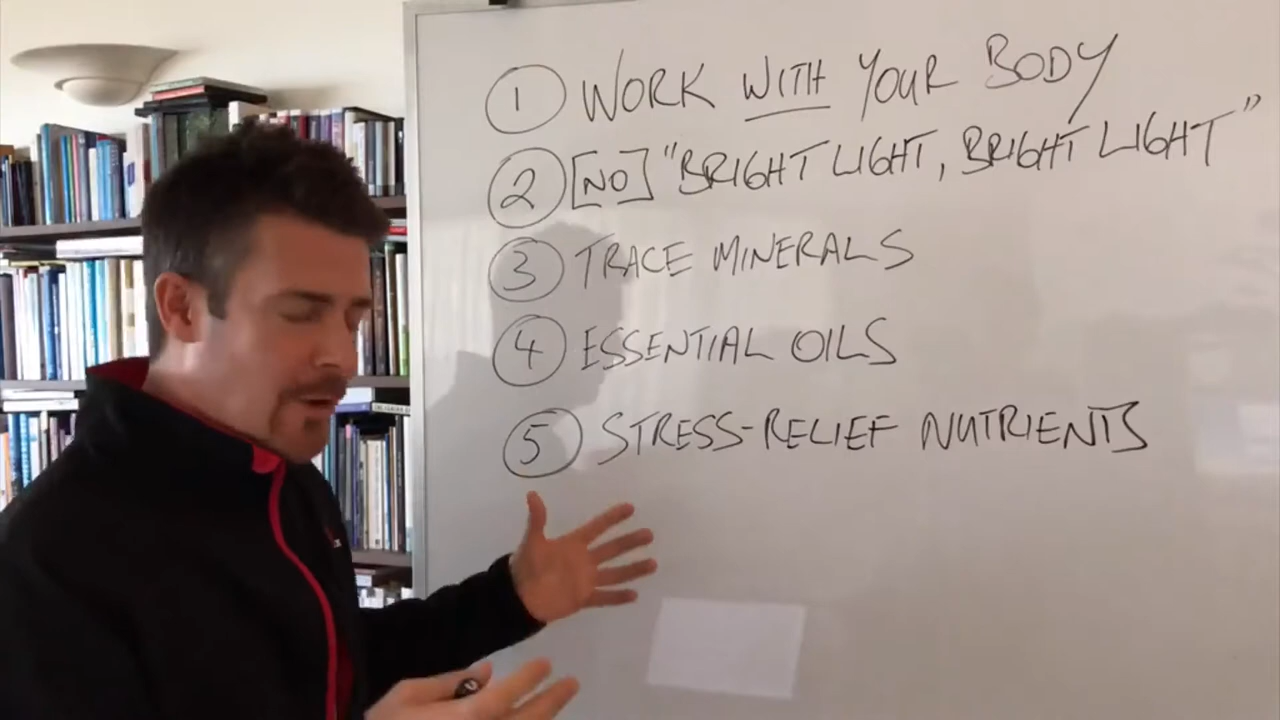 1 WORK WITH YOUR BODY
2 [NO] "BRIGHT LIGHT, BRIGHT LIGHT"
3 TRACE MINERALS
4 ESSENTIAL OILS
5 STRESS-RELIEF NUTRIENTS